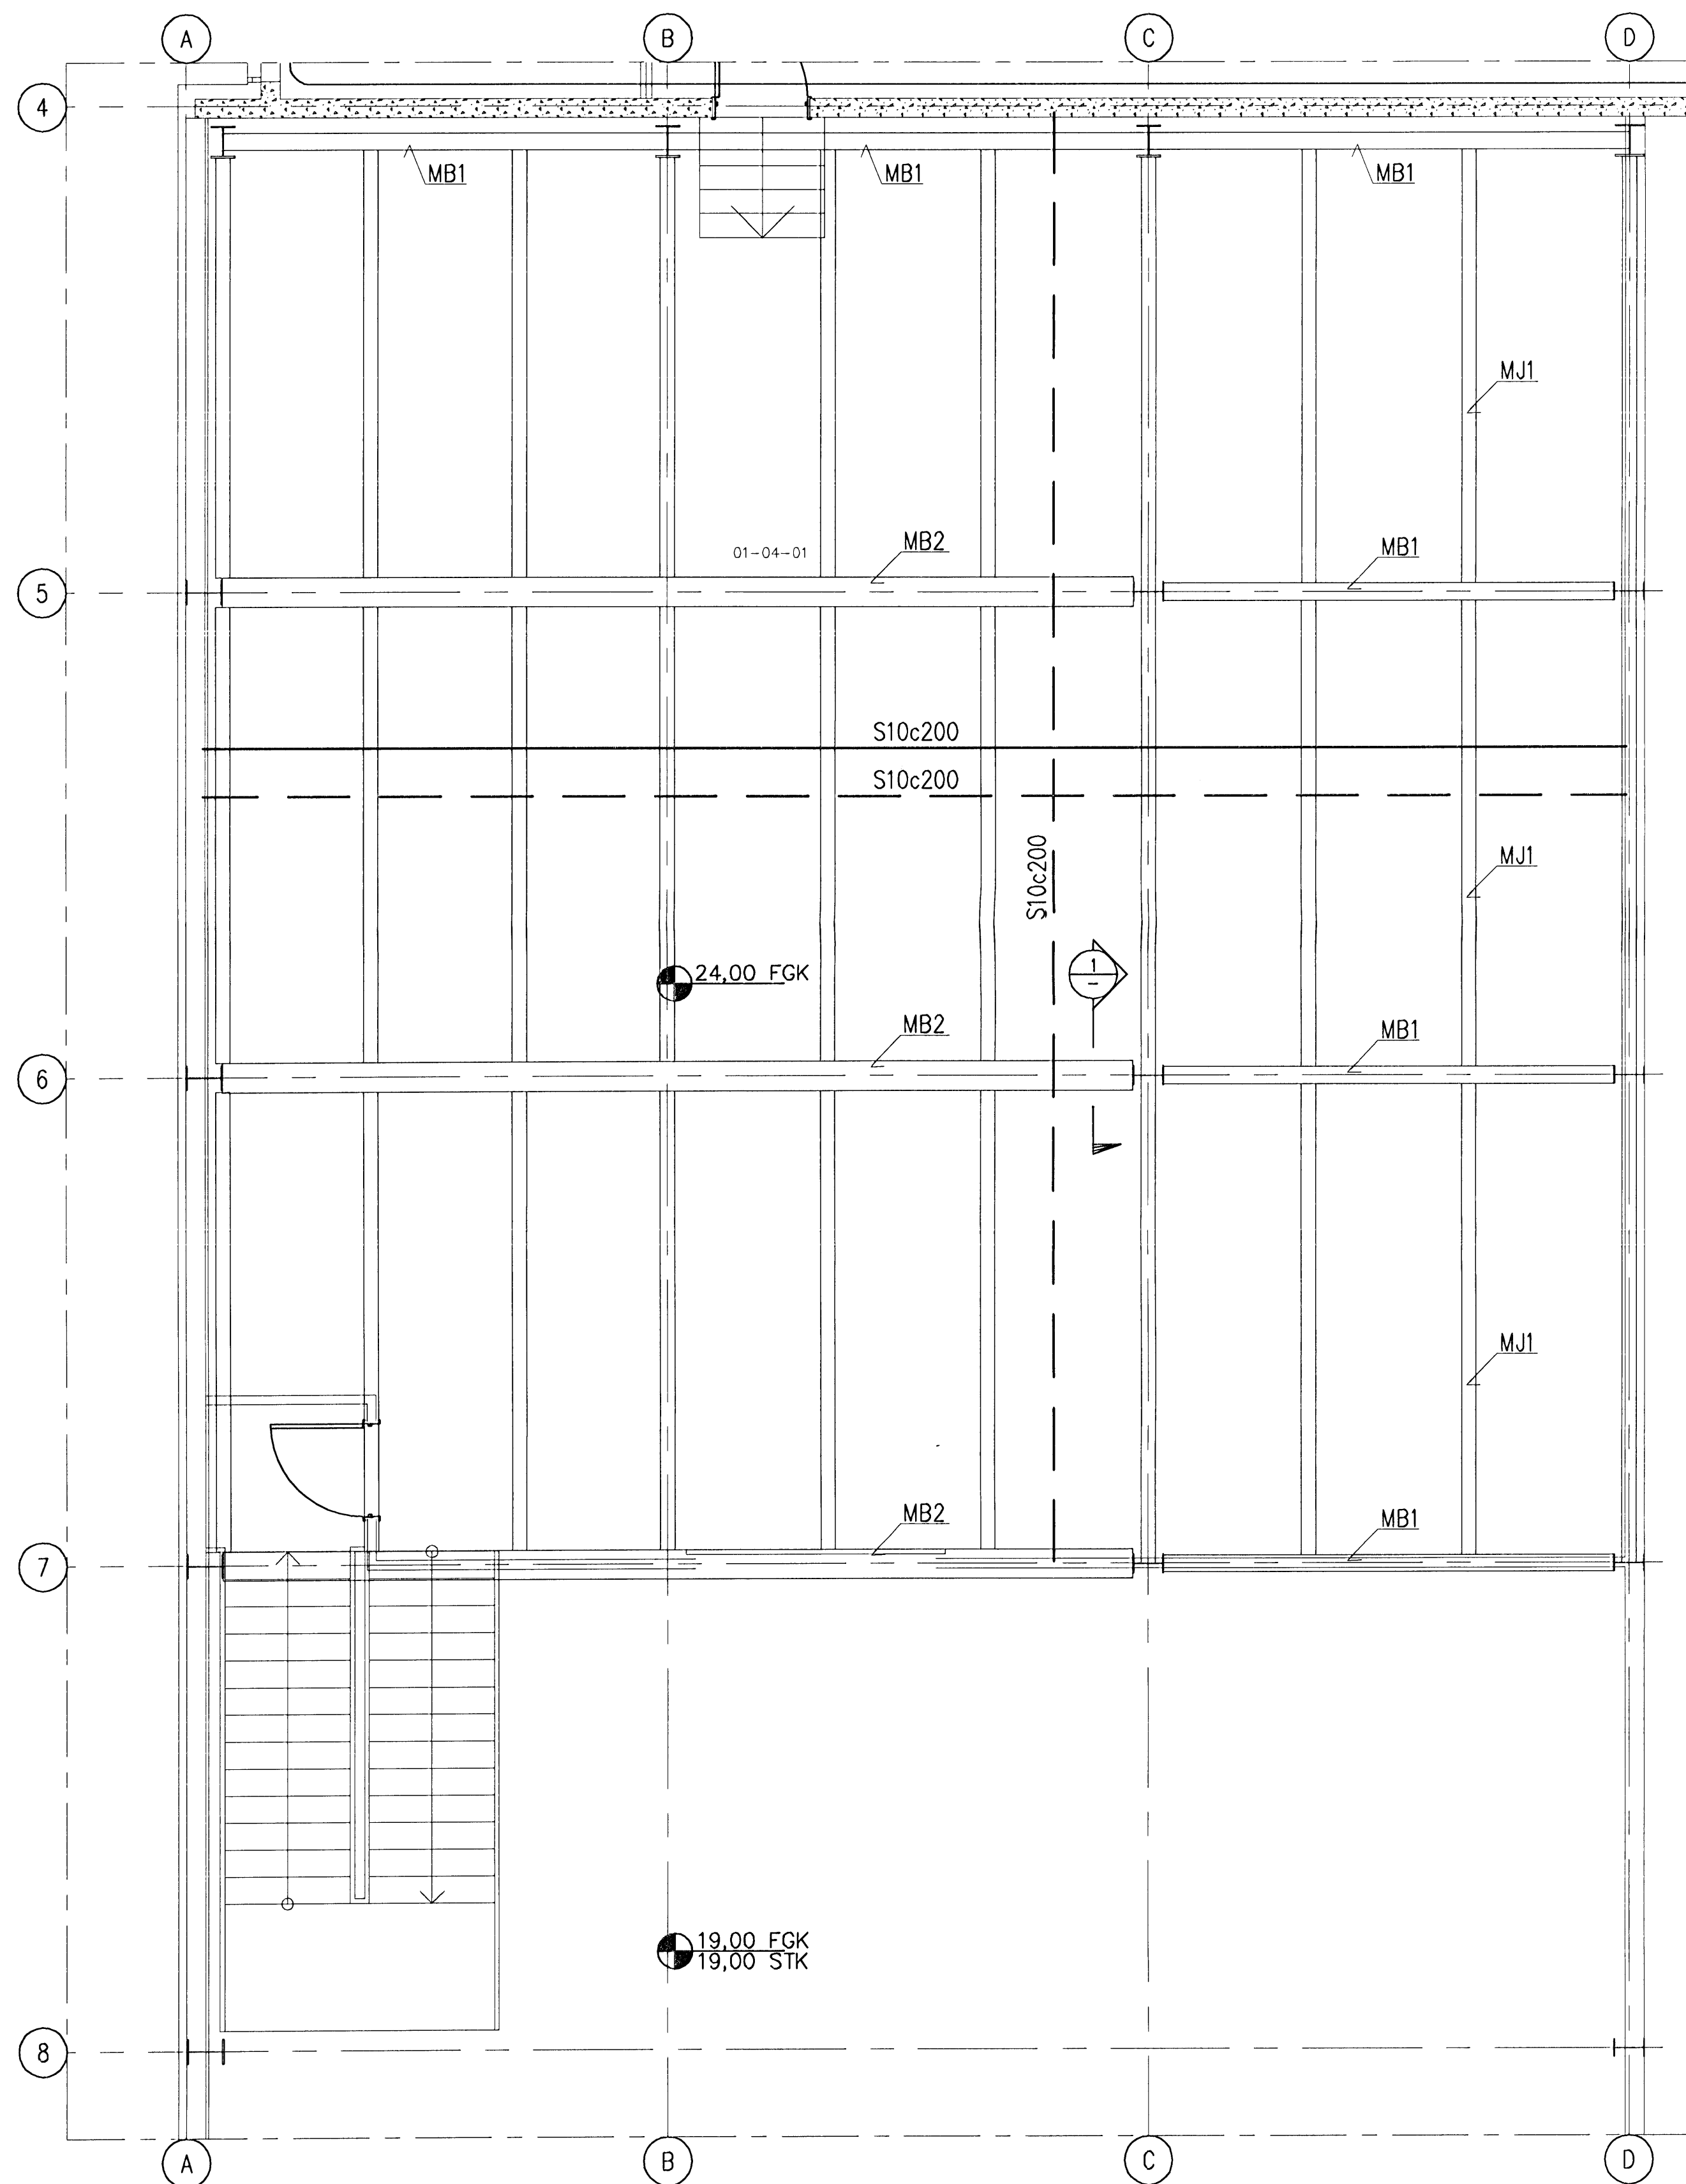 A B C D
4
MB1 MB1 MB1
MJ1
01-04-01
MB2
MB1
5
S10c200
S10c200
S10c200
MJ1
1
-
24,00 FGK
MB2
MB1
6
MJ1
MB2
MB1
7
19,00 FGK
19,00 STK
8
A B C D